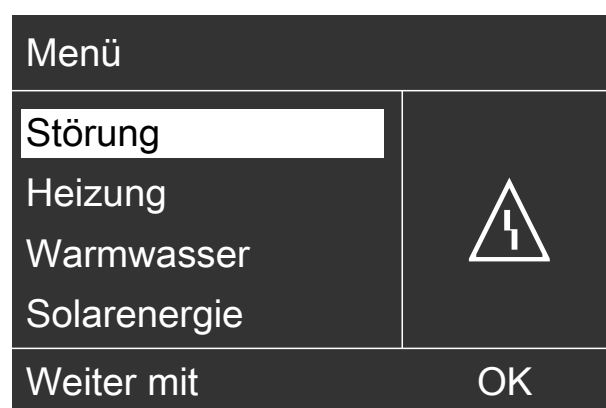 Menü
Störung
Heizung
Warmwasser
Solarenergie
Weiter mit OK